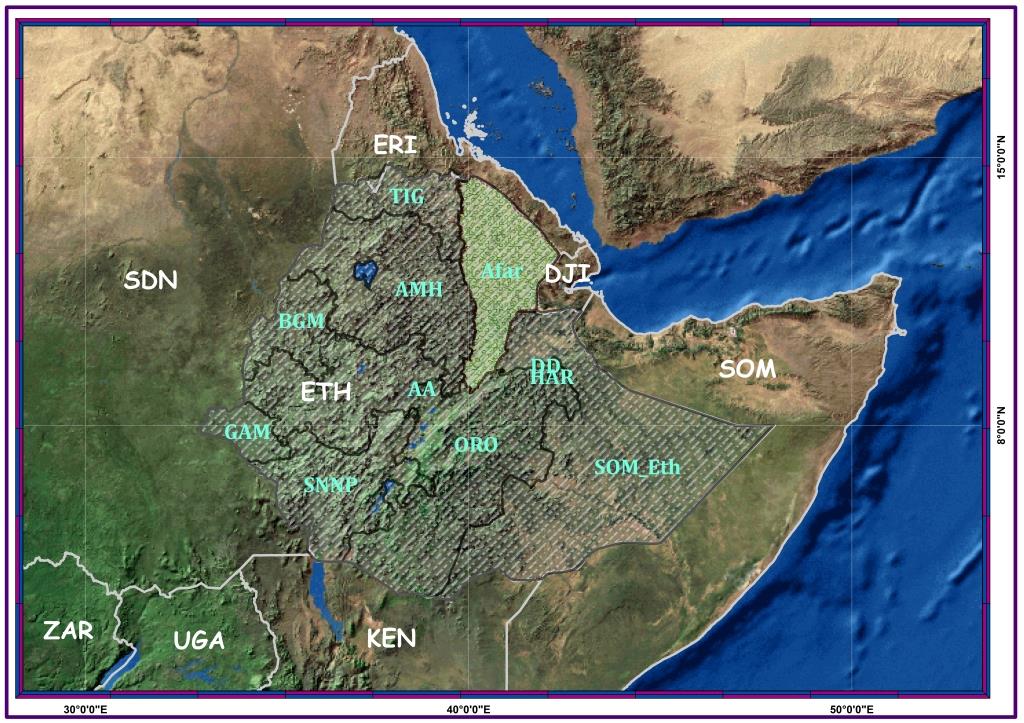 ERI
15°0'0"N
TIG
SDN
Afar
DJI
AMH
BGM
SOM
DD
HAR
ETH
AA
8°0'0"N
GAM
ORO
SOM_Eth
SNNP
ZAR
UGA
KEN
30°0'0"E
40°0'0"E
50°0'0"E